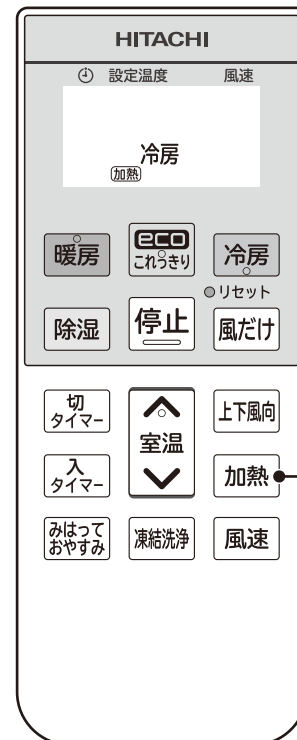 HITACHI
設定温度 風速
冷房
加熱
暖房
eco
これっきり
冷房
リセット
除湿
停止
風だけ
切
タイマー
室温
上下風向
入
タイマー
加熱
みはって
おやすみ
凍結洗浄
風速